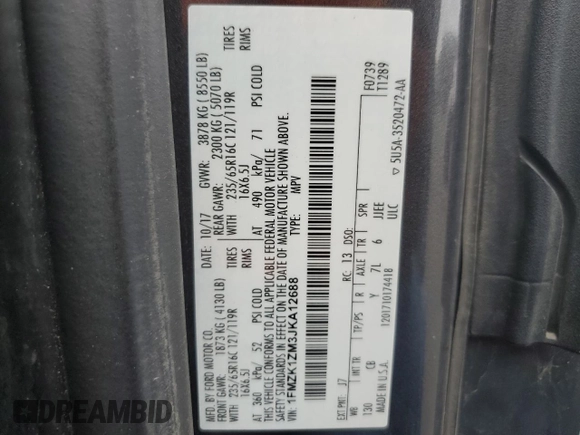 MFD. BY FORD MOTOR CO.
DATE: 10/17 GVWR: 3878 KG ( 8550 LB)
1873 KG ( 4130 LB) REAR GAWR: 2300 KG ( 5070 LB)
WITH 235/65R16C 121/119R TIRES
235/65R16C 121/119R TIRES WITH
16X6.5J RIMS 16X6.5J RIMS
AT 360 kPa/ 52 PSI COLD AT 490 kPa/ 71 PSI COLD
THIS VEHICLE CONFORMS TO ALL APPLICABLE FEDERAL MOTOR VEHICLE
SAFETY STANDARDS IN EFFECT ON THE DATE OF MANUFACTURE SHOWN ABOVE.
VIN: 1FMZK1ZM3JKA12688 TYPE: MPV
F0739
T1289
EXT PNT: J7 RC: 13 DSO:
WB INT TR TP/PS R AXLE TR SPR
130 CB Y 7L 6 JJEE
ULC
MADE IN U.S.A. 1201710174418 5U5A-3520472-AA
DREAMBID